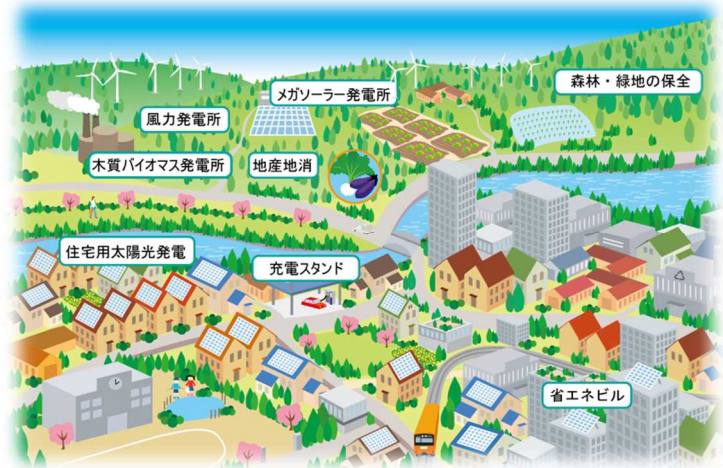 メガソーラー発電所
森林・緑地の保全
風力発電所
木質バイオマス発電所
地産地消
住宅用太陽光発電
充電スタンド
省エネビル